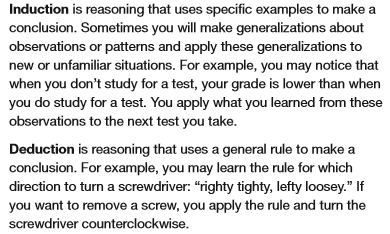 Induction is reasoning that uses specific examples to make a
conclusion. Sometimes you will make generalizations about
observations or patterns and apply these generalizations to
new or unfamiliar situations. For example, you may notice that
when you don't study for a test, your grade is lower than when
you do study for a test. You apply what you learned from these
observations to the next test you take.
Deduction is reasoning that uses a general rule to make a
conclusion. For example, you may learn the rule for which
direction to turn a screwdriver: “righty tighty, lefty loosey.” If
you want to remove a screw, you apply the rule and turn the
screwdriver counterclockwise.